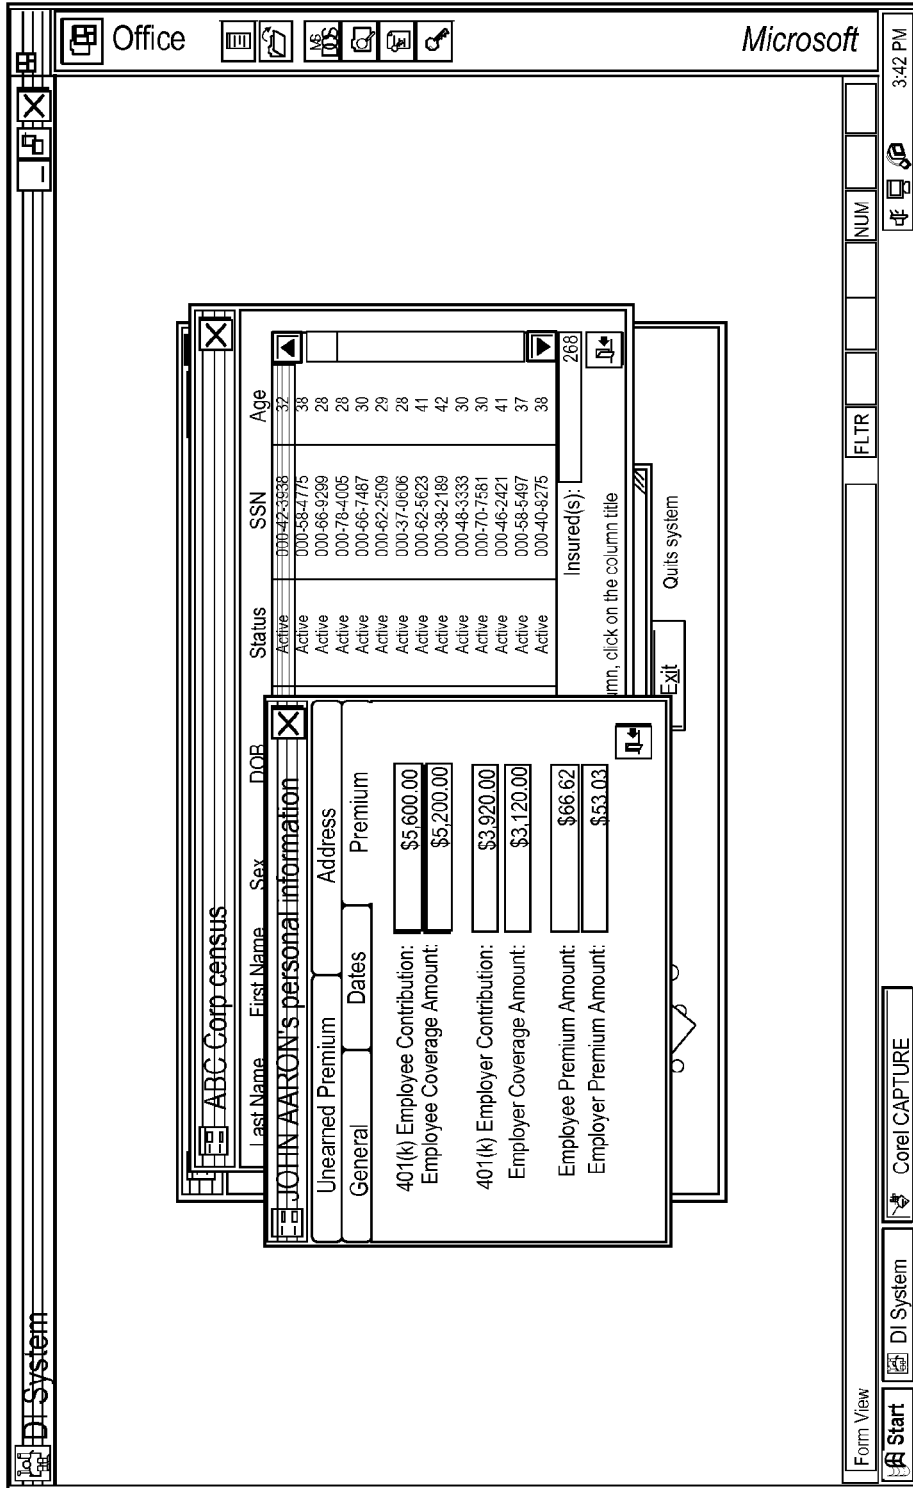 DI System
Office
MS DOS
Microsoft
ABC Corp census
Last Name First Name Sex DOB Status SSN Age
Active 000-42-3938 32
Active 000-58-4775 38
Active 000-66-9299 28
Active 000-78-4005 28
Active 000-66-7487 30
Active 000-62-2509 29
Active 000-37-0606 28
Active 000-62-5623 41
Active 000-38-2189 42
Active 000-48-3333 30
Active 000-70-7581 30
Active 000-46-2421 41
Active 000-58-5497 37
Active 000-40-8275 38
Insured(s): 268
umn, click on the column title
JOHN AARON's personal information
Unearned Premium Address
General Dates Premium
401(k) Employee Contribution: $5,600.00
Employee Coverage Amount: $5,200.00
401(k) Employer Contribution: $3,920.00
Employer Coverage Amount: $3,120.00
Employee Premium Amount: $66.62
Employer Premium Amount: $53.03
Exit Quits system
Form View FLTR NUM
Start DI System Corel CAPTURE 3:42 PM